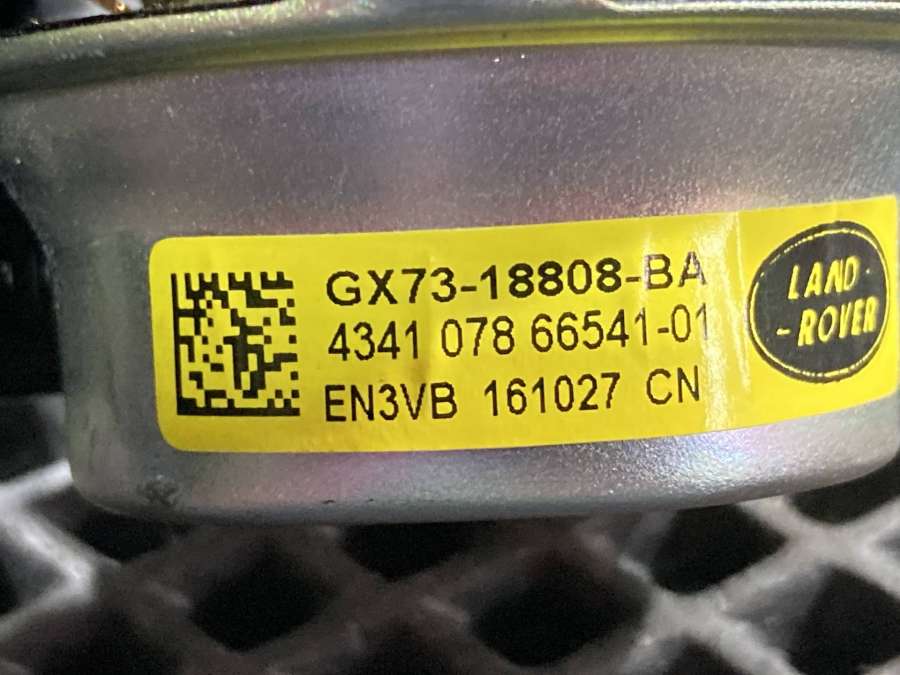 GX73-18808-BA
4341 078 66541-01
EN3VB 161027 CN
LAND -
- ROVER